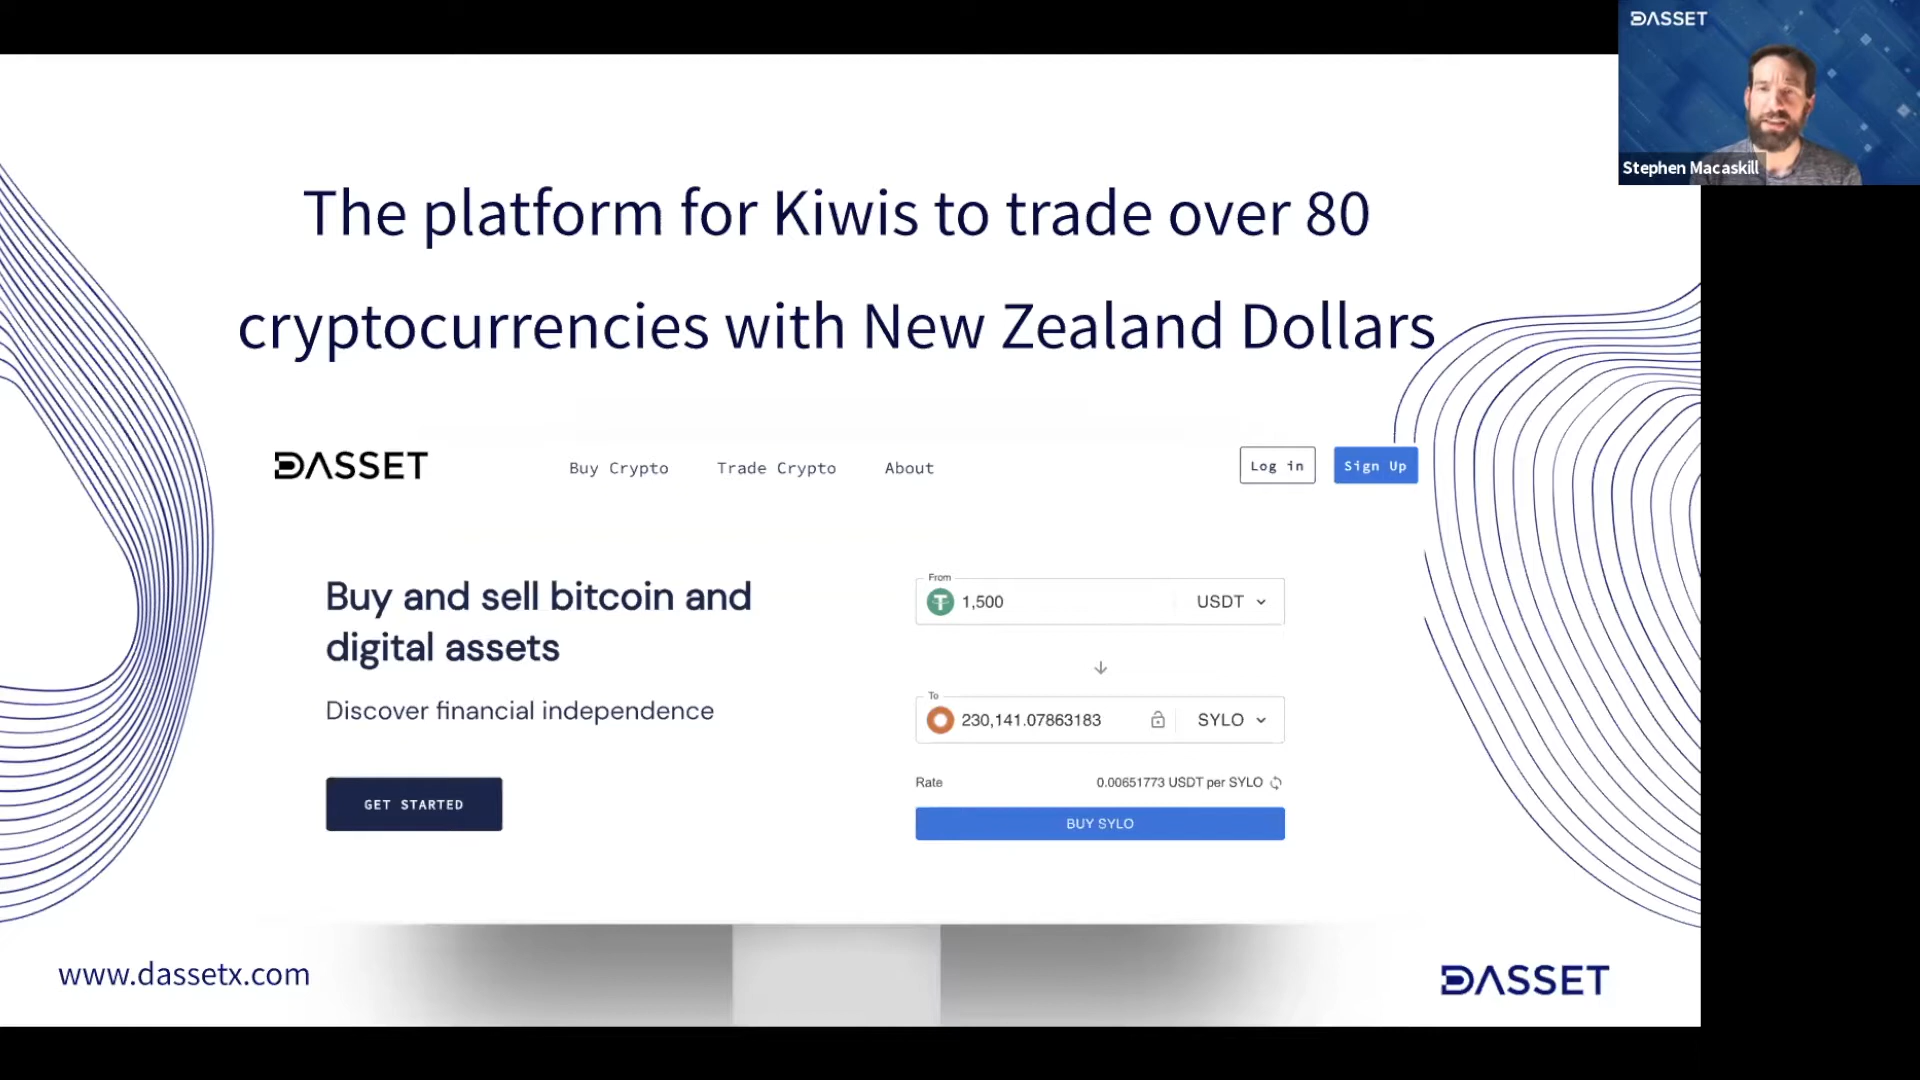 DASSET
Stephen Macaskill
The platform for Kiwis to trade over 80
cryptocurrencies with New Zealand Dollars
DASSET
Buy Crypto
Trade Crypto
About
Log in
Sign Up
Buy and sell bitcoin and
digital assets
Discover financial independence
GET STARTED
From
1,500
USDT
To
230,141.07863183
SYLO
Rate
0.00651773 USDT per SYLO
BUY SYLO
www.dassetx.com
DASSET